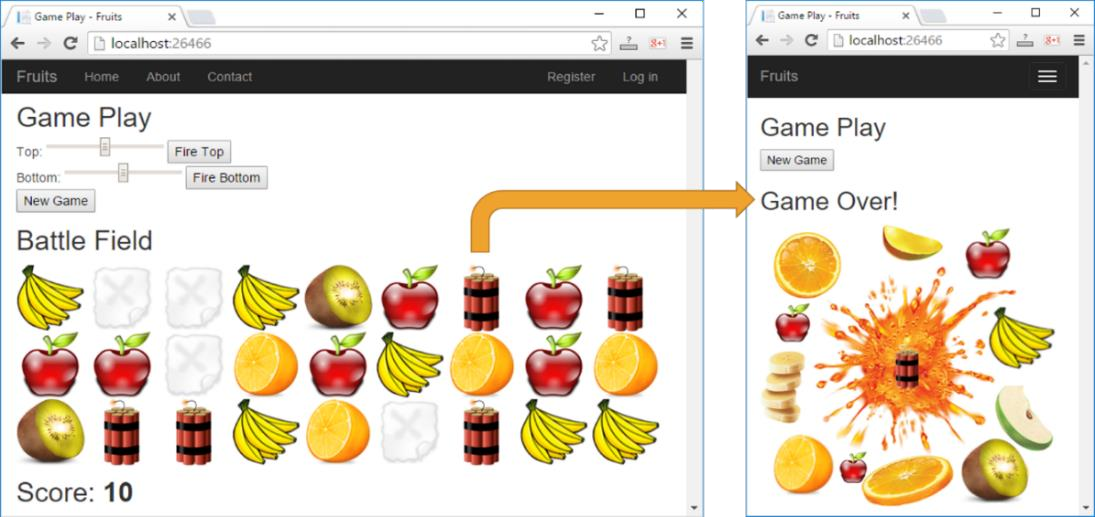 Game Play - Fruits
localhost:26466
Fruits Home About Contact Register Log in
Game Play
Top: Fire Top
Bottom: Fire Bottom
New Game
Battle Field
Score: 10
Game Play - Fruits
localhost:26466
Fruits
Game Play
New Game
Game Over!